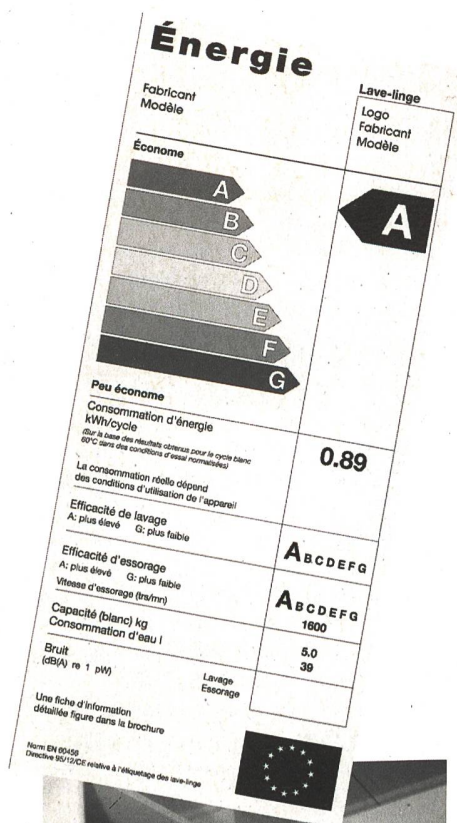 Énergie
Lave-linge
Fabricant
Modèle
Logo
Fabricant
Modèle
Économe
A
A
B
C
D
E
F
G
Peu économe
Consommation d'énergie
kWh/cycle
(Sur la base des résultats obtenus pour le cycle blanc
60°C dans des conditions d'essai normalisées)
0.89
La consommation réelle dépend
des conditions d'utilisation de l'appareil
Efficacité de lavage
A: plus élevé G: plus faible
ABCDEFG
Efficacité d'essorage
A: plus élevé G: plus faible
Vitesse d'essorage (trs/mn)
ABCDEFG
1600
Capacité (blanc) kg
Consommation d'eau l
5.0
39
Bruit
(dB(A) re 1 pW)
Lavage
Essorage
Une fiche d'information
détaillée figure dans la brochure
Norm EN 60456
Directive 95/12/CE relative à l'étiquetage des lave-linge